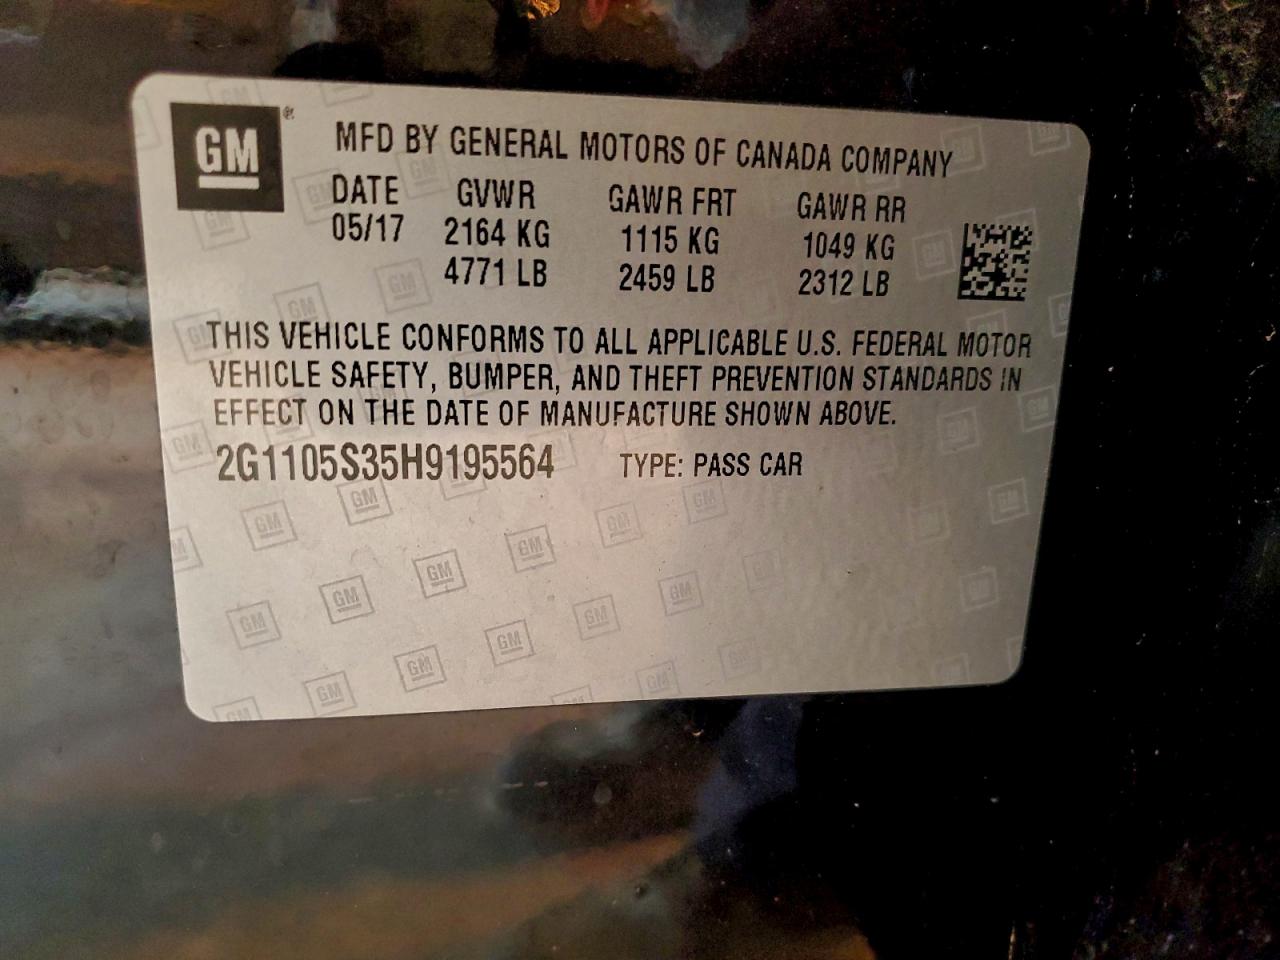 GM®
MFD BY GENERAL MOTORS OF CANADA COMPANY
DATE GVWR GAWR FRT GAWR RR
05/17 2164 KG 1115 KG 1049 KG
4771 LB 2459 LB 2312 LB
THIS VEHICLE CONFORMS TO ALL APPLICABLE U.S. FEDERAL MOTOR
VEHICLE SAFETY, BUMPER, AND THEFT PREVENTION STANDARDS IN
EFFECT ON THE DATE OF MANUFACTURE SHOWN ABOVE.
2G1105S35H9195564 TYPE: PASS CAR